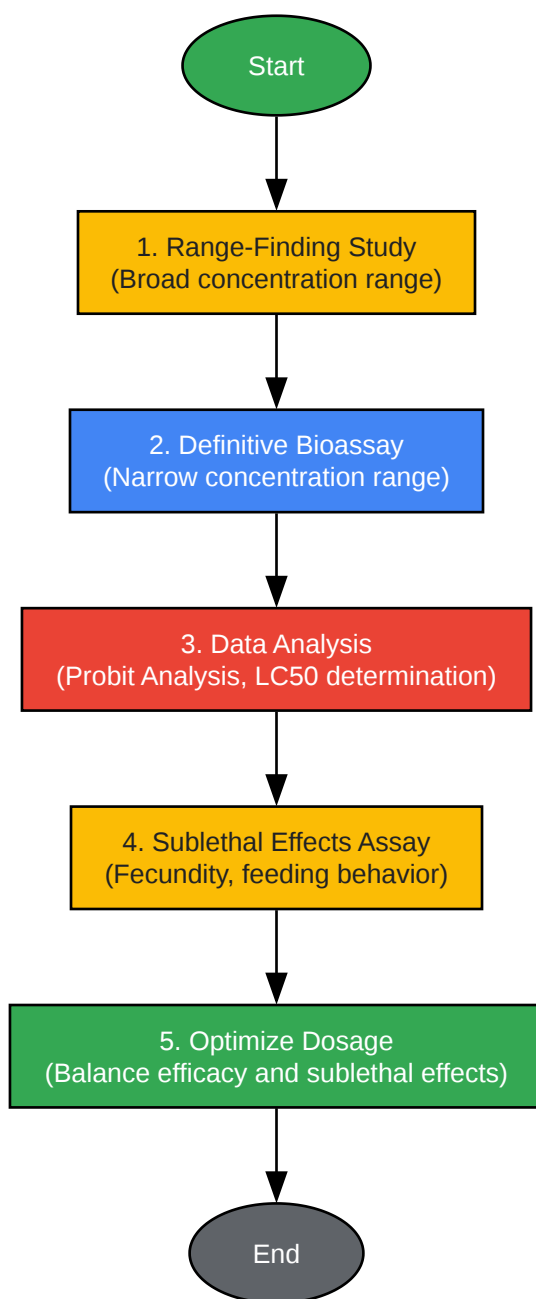 Start
1. Range-Finding Study
(Broad concentration range)
2. Definitive Bioassay
(Narrow concentration range)
3. Data Analysis
(Probit Analysis, LC50 determination)
4. Sublethal Effects Assay
(Fecundity, feeding behavior)
5. Optimize Dosage
(Balance efficacy and sublethal effects)
End